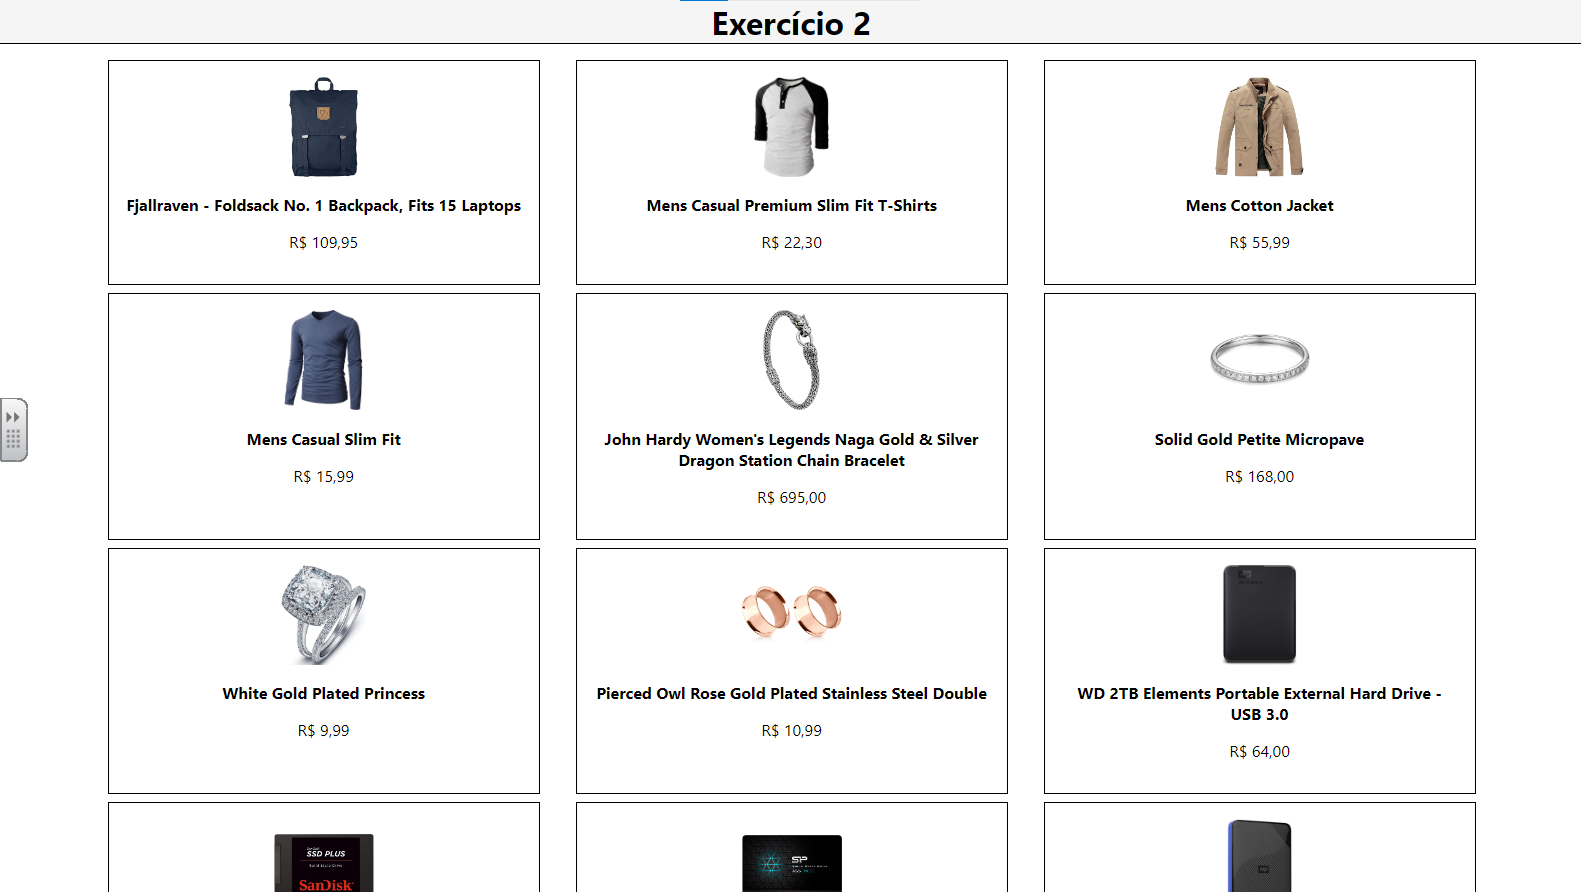 Exercício 2
Fjallraven - Foldsack No. 1 Backpack, Fits 15 Laptops
R$ 109,95
Mens Casual Premium Slim Fit T-Shirts
R$ 22,30
Mens Cotton Jacket
R$ 55,99
Mens Casual Slim Fit
R$ 15,99
John Hardy Women's Legends Naga Gold & Silver
Dragon Station Chain Bracelet
R$ 695,00
Solid Gold Petite Micropave
R$ 168,00
White Gold Plated Princess
R$ 9,99
Pierced Owl Rose Gold Plated Stainless Steel Double
R$ 10,99
WD 2TB Elements Portable External Hard Drive -
USB 3.0
R$ 64,00
SSD PLUS
SanDisk
SP
WD